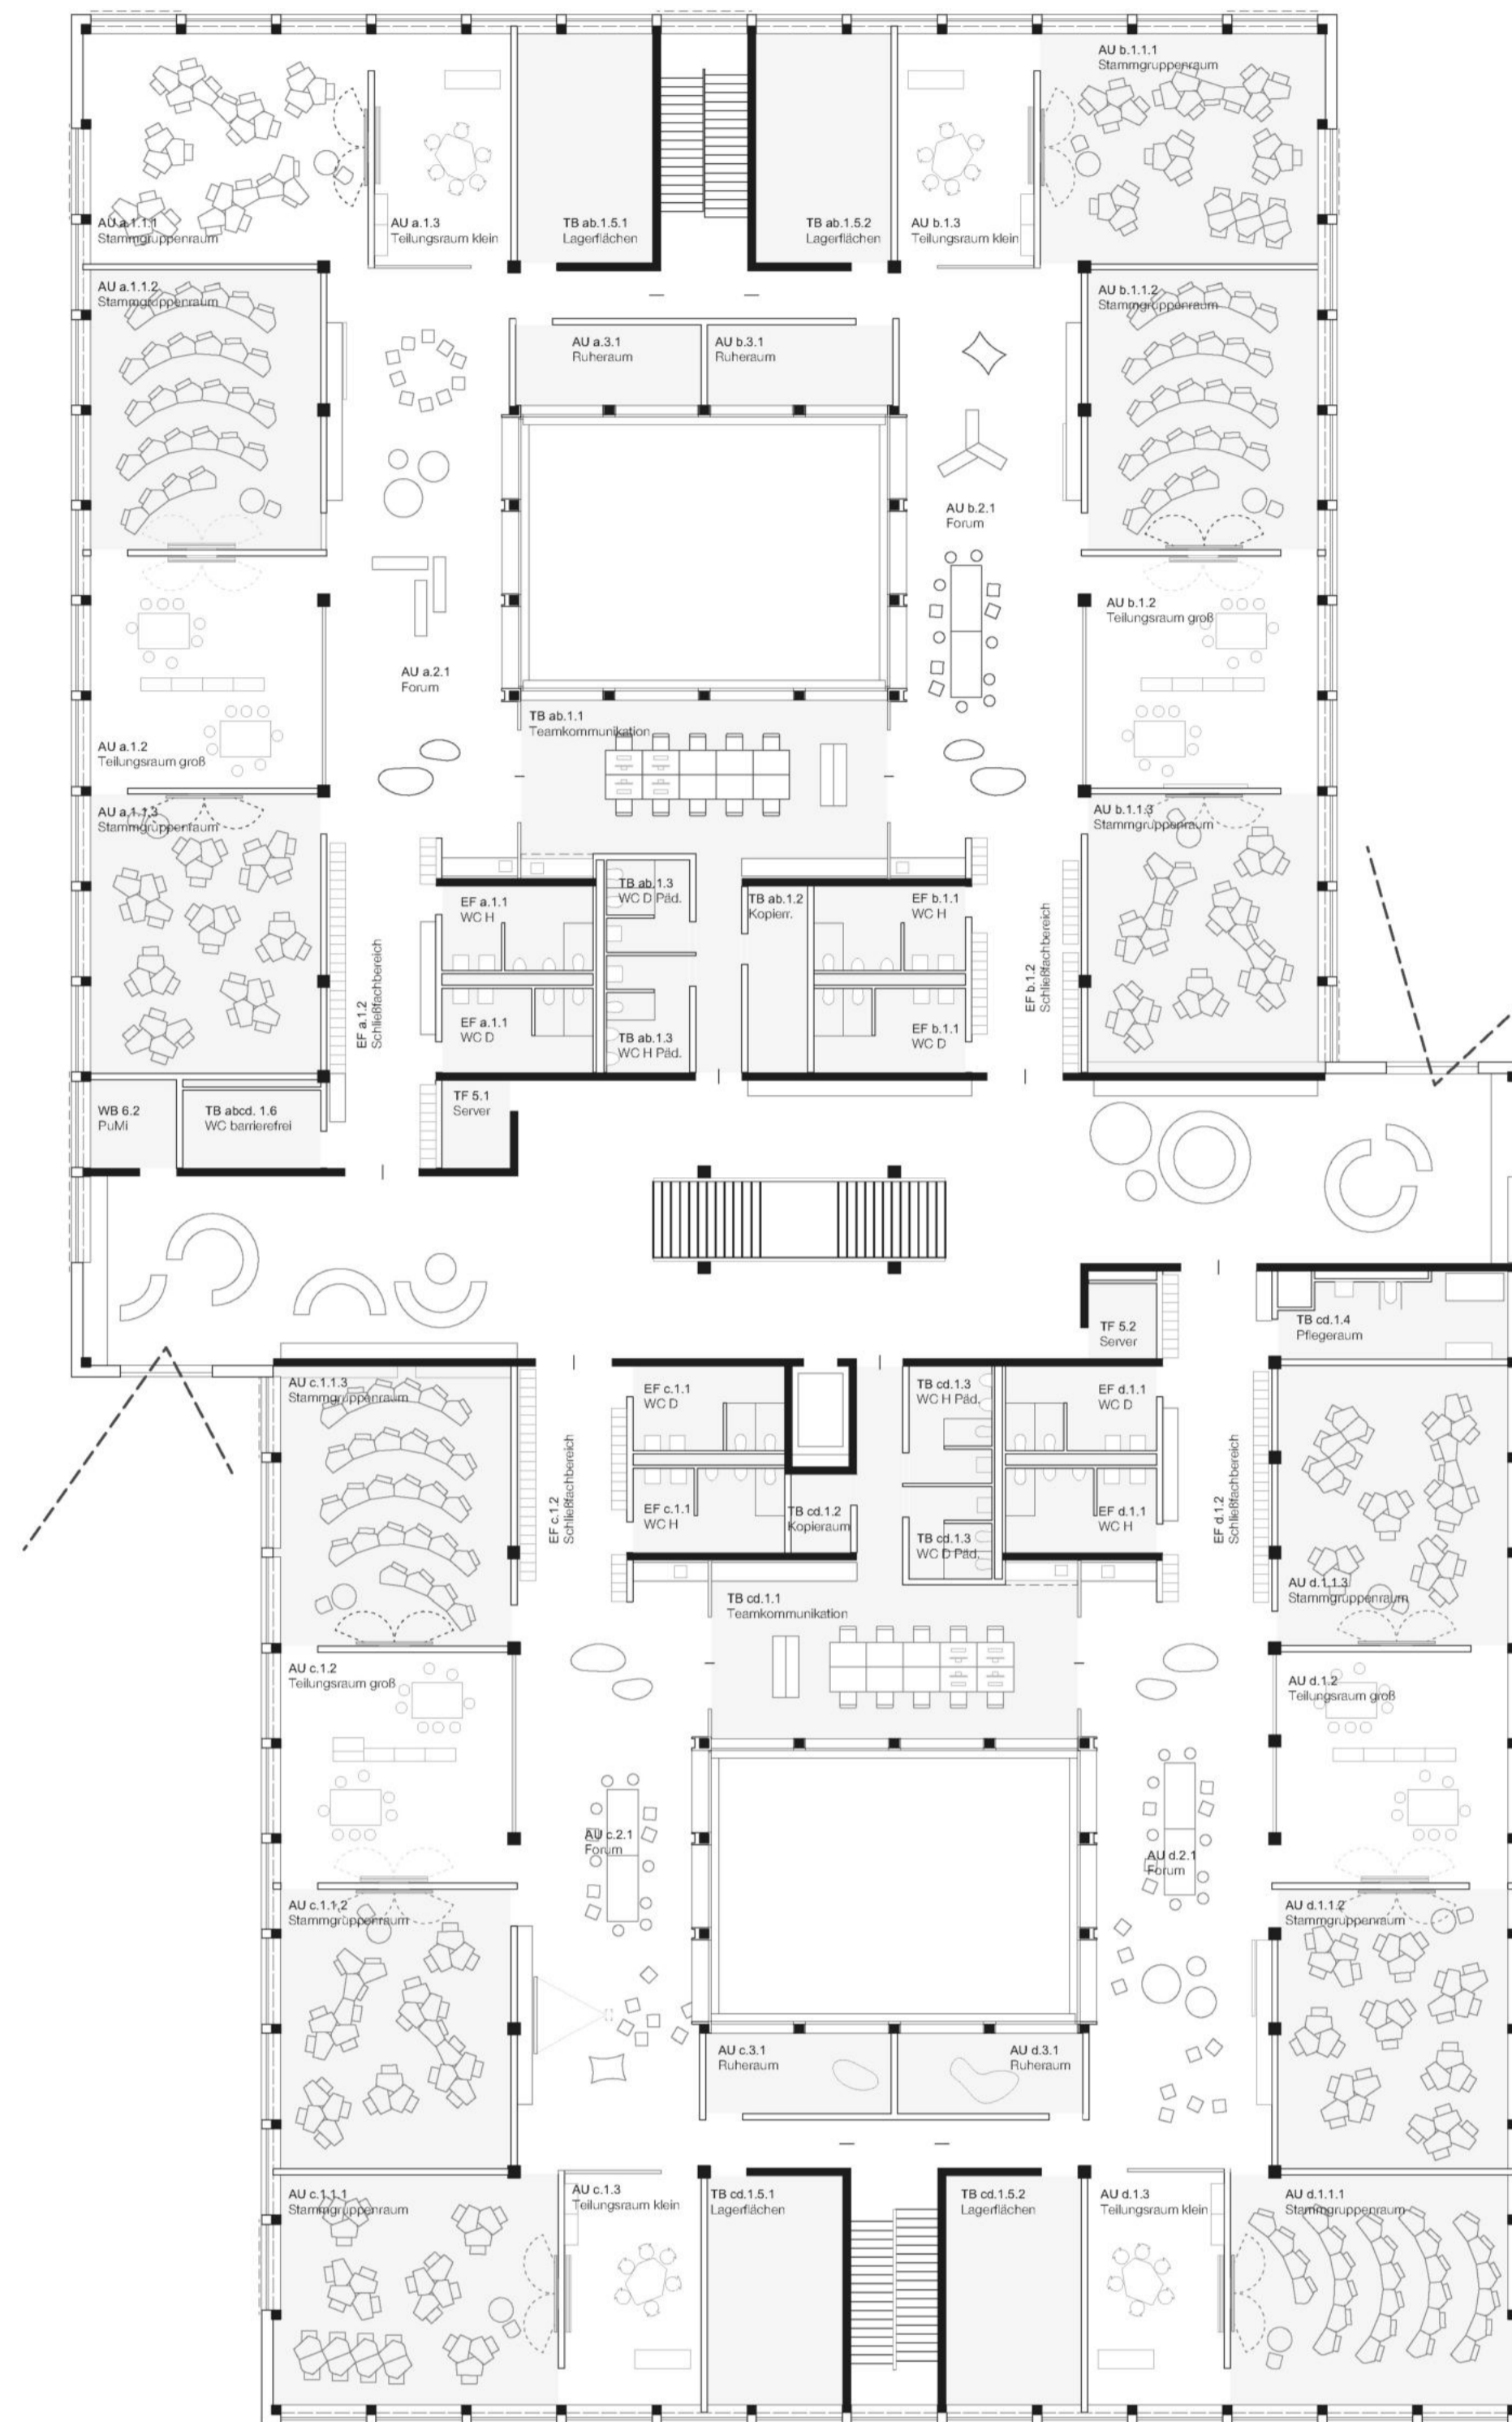 AU b.1.1.1
Stammgruppenraum
AU a.1.1.1
Stammgruppenraum
AU a.1.3
Teilungsraum klein
TB ab.1.5.1
Lagerflächen
TB ab.1.5.2
Lagerflächen
AU b.1.3
Teilungsraum klein
AU a.1.1.2
Stammgruppenraum
AU b.1.1.2
Stammgruppenraum
AU a.3.1
Ruheraum
AU b.3.1
Ruheraum
AU b.2.1
Forum
AU b.1.2
Teilungsraum groß
AU a.2.1
Forum
TB ab.1.1
Teamkommunikation
AU a.1.2
Teilungsraum groß
AU a.1.1.3
Stammgruppenraum
AU b.1.1.3
Stammgruppenraum
EF a.1.1
WC H
TB ab.1.3
WC D Päd.
TB ab.1.2
Kopierr.
EF b.1.1
WC H
EF a.1.2
Schließfachbereich
EF b.1.2
Schließfachbereich
EF a.1.1
WC D
TB ab.1.3
WC H Päd.
EF b.1.1
WC D
WB 6.2
PuMi
TB abcd. 1.6
WC barrierefrei
TF 5.1
Server
TF 5.2
Server
TB cd.1.4
Pflegeraum
AU c.1.1.3
Stammgruppenraum
EF c.1.1
WC D
TB cd.1.3
WC H Päd.
EF d.1.1
WC D
EF c.1.2
Schließfachbereich
EF d.1.2
Schließfachbereich
EF c.1.1
WC H
TB cd.1.2
Kopieraum
TB cd.1.3
WC D Päd.
EF d.1.1
WC H
AU d.1.1.3
Stammgruppenraum
TB cd.1.1
Teamkommunikation
AU c.1.2
Teilungsraum groß
AU d.1.2
Teilungsraum groß
AU c.2.1
Forum
AU d.2.1
Forum
AU c.1.1.2
Stammgruppenraum
AU d.1.1.2
Stammgruppenraum
AU c.3.1
Ruheraum
AU d.3.1
Ruheraum
AU c.1.1.1
Stammgruppenraum
AU c.1.3
Teilungsraum klein
TB cd.1.5.1
Lagerflächen
TB cd.1.5.2
Lagerflächen
AU d.1.3
Teilungsraum klein
AU d.1.1.1
Stammgruppenraum